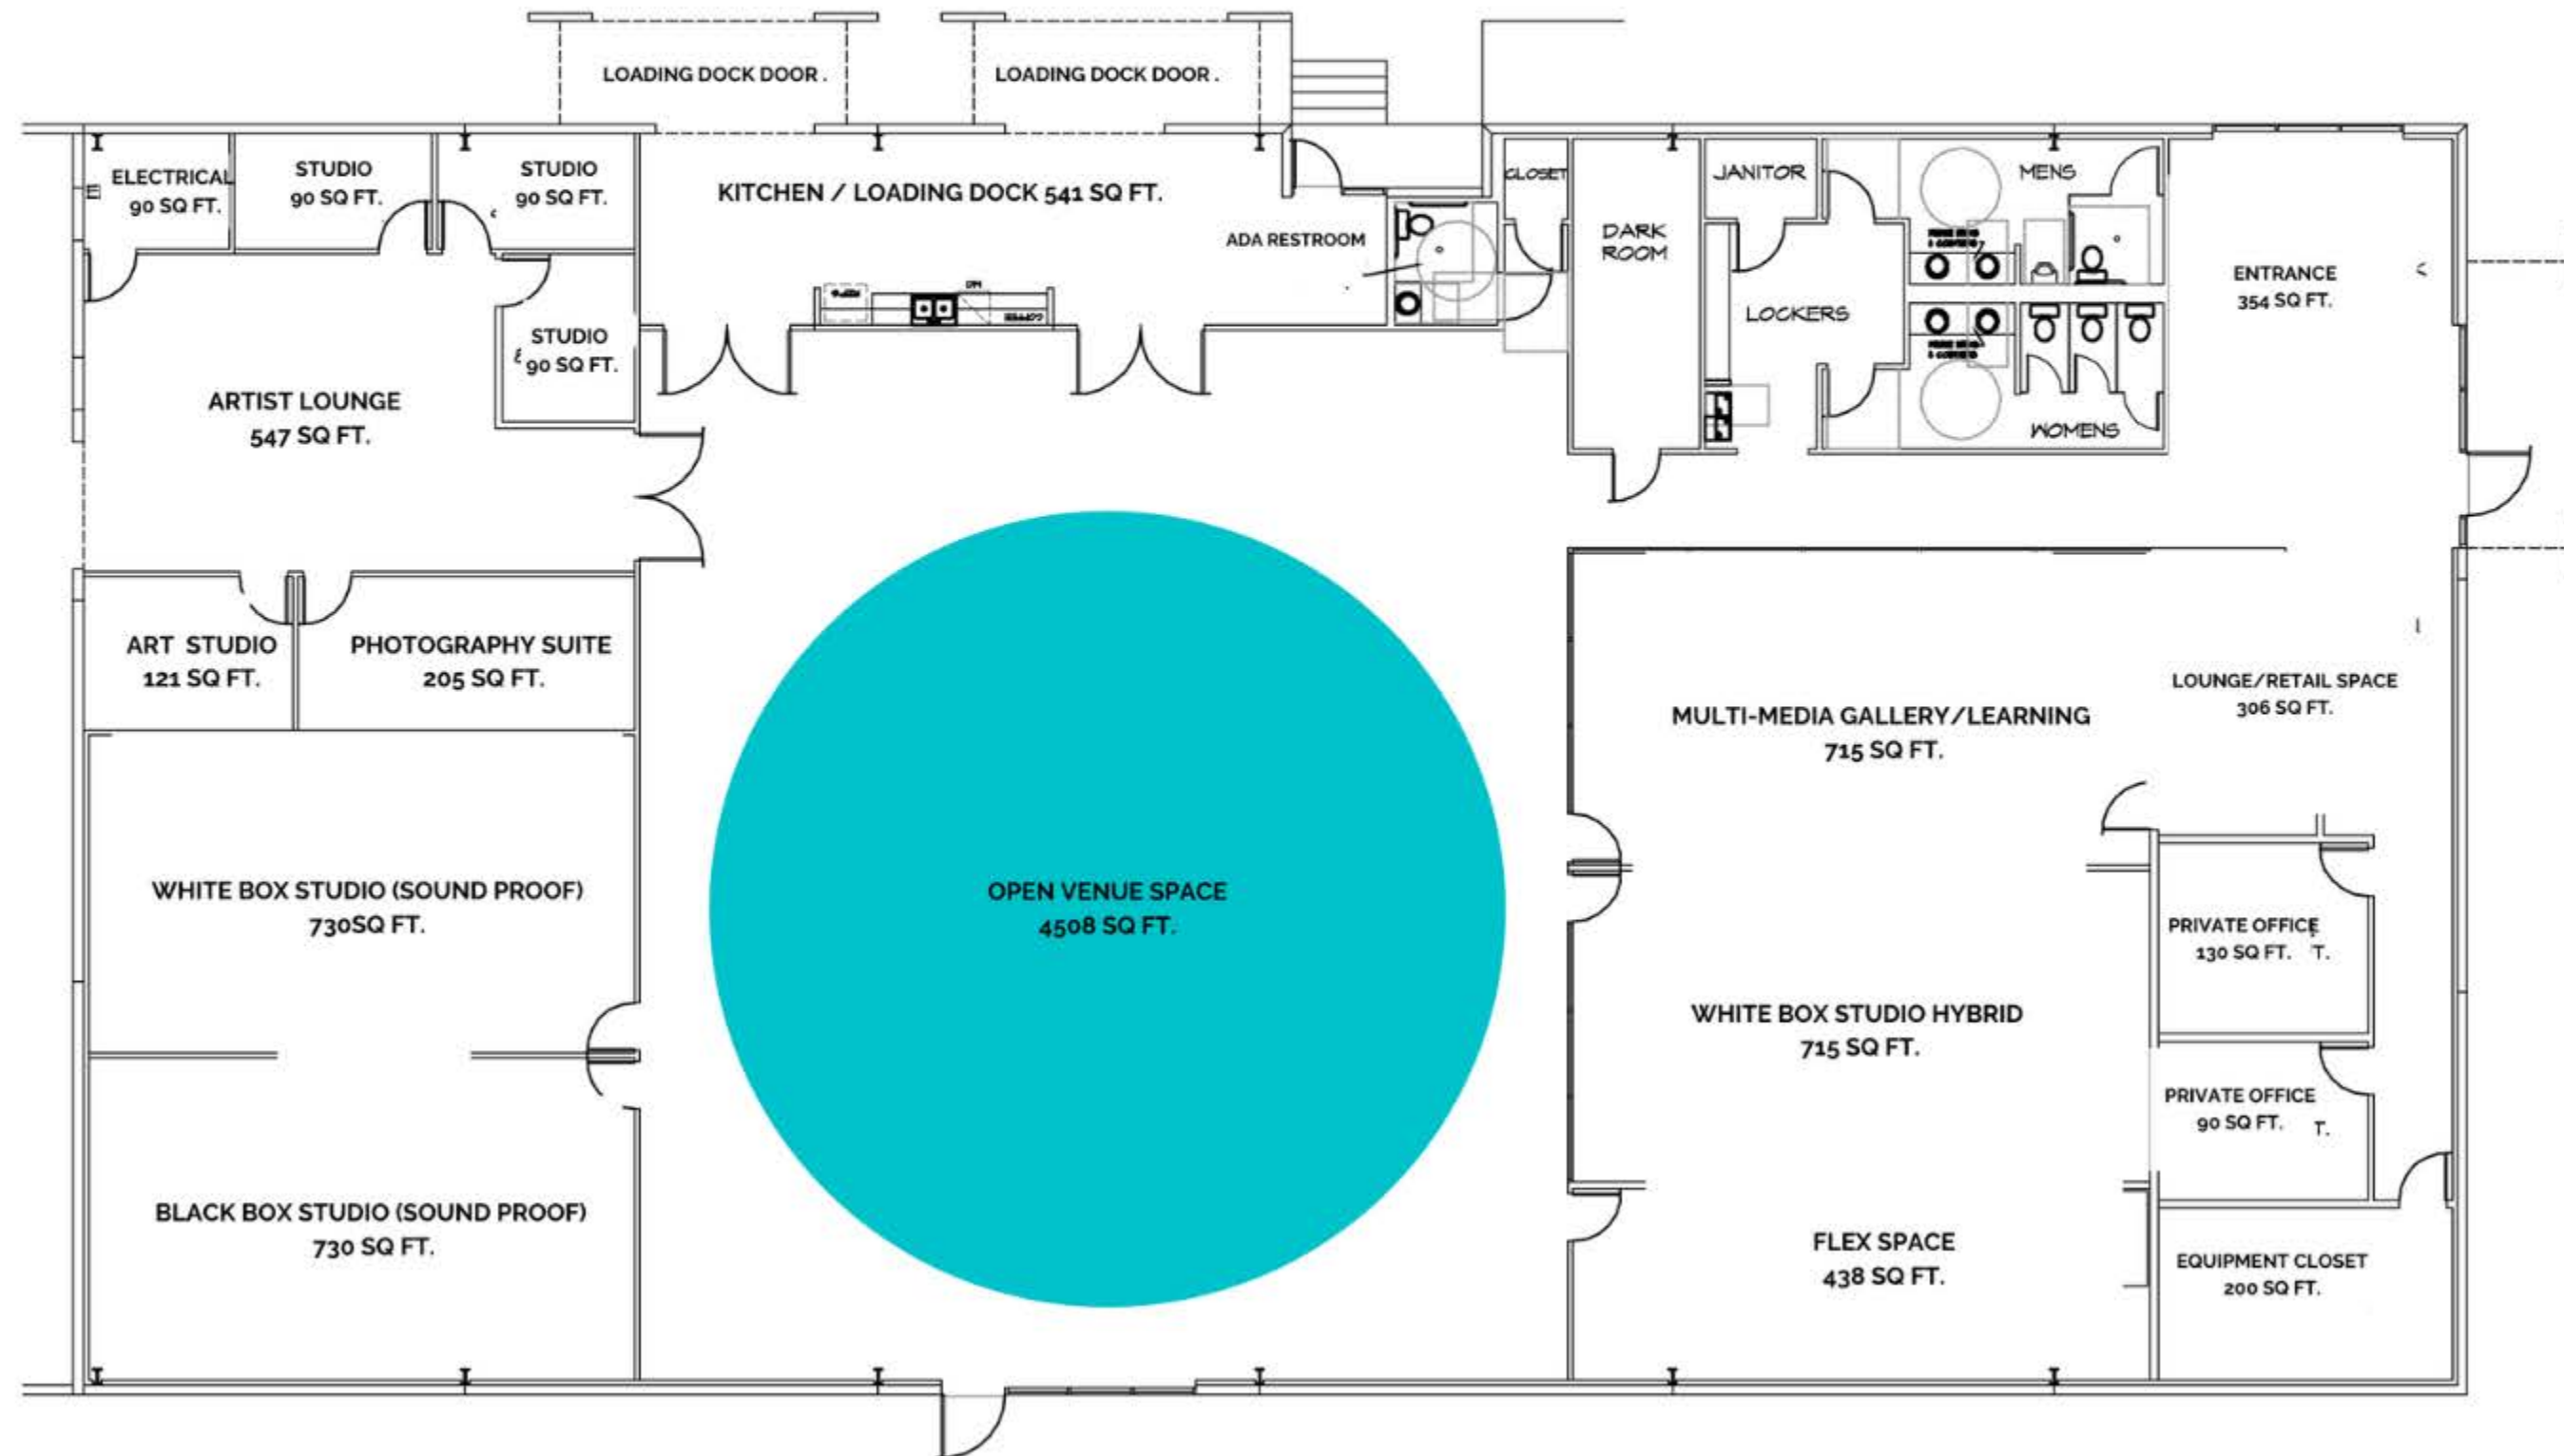 LOADING DOCK DOOR .
LOADING DOCK DOOR .
ELECTRICAL
90 SQ FT.
STUDIO
90 SQ FT.
STUDIO
90 SQ FT.
KITCHEN / LOADING DOCK 541 SQ FT.
ADA RESTROOM
CLOSET
DARK
ROOM
JANITOR
MENS
LOCKERS
WOMENS
ENTRANCE
354 SQ FT.
STUDIO
90 SQ FT.
DW
COFFEE
ARTIST LOUNGE
547 SQ FT.
ART STUDIO
121 SQ FT.
PHOTOGRAPHY SUITE
205 SQ FT.
MULTI-MEDIA GALLERY/LEARNING
715 SQ FT.
LOUNGE/RETAIL SPACE
306 SQ FT.
WHITE BOX STUDIO (SOUND PROOF)
730SQ FT.
OPEN VENUE SPACE
4508 SQ FT.
PRIVATE OFFICE
130 SQ FT. T.
WHITE BOX STUDIO HYBRID
715 SQ FT.
PRIVATE OFFICE
90 SQ FT. T.
BLACK BOX STUDIO (SOUND PROOF)
730 SQ FT.
FLEX SPACE
438 SQ FT.
EQUIPMENT CLOSET
200 SQ FT.